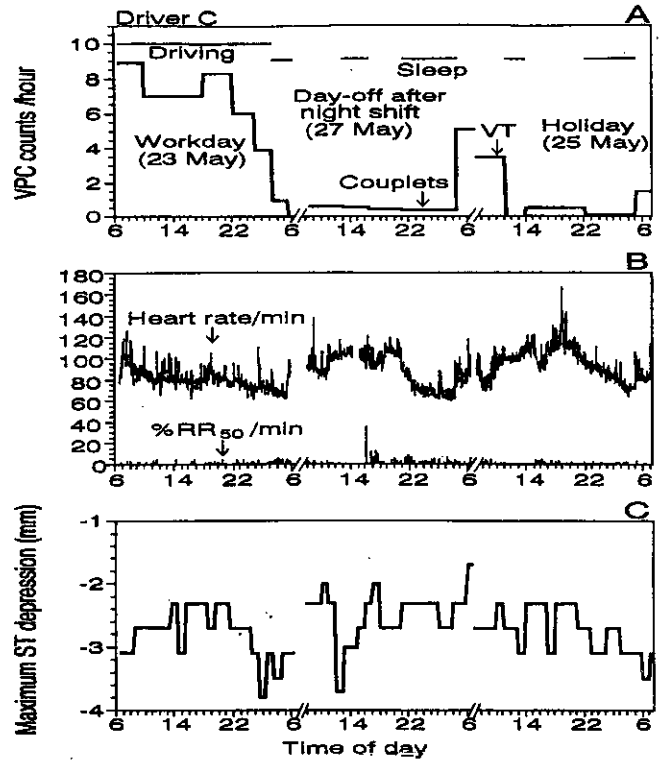 Driver C
A
VPC counts /hour
10
8
6
4
2
0
Driving
Sleep
Workday
(23 May)
Day-off after
night shift
(27 May)
VT
Holiday
(25 May)
Couplets
6 14 22 6 14 22 6 14 22 6
B
180
160
140
120
100
80
60
40
20
0
Heart rate/min
%RR50 /min
6 14 22 6 14 22 6 14 22 6
C
Maximum ST depression (mm)
-1
-2
-3
-4
6 14 22 6 14 22 6 14 22 6
Time of day